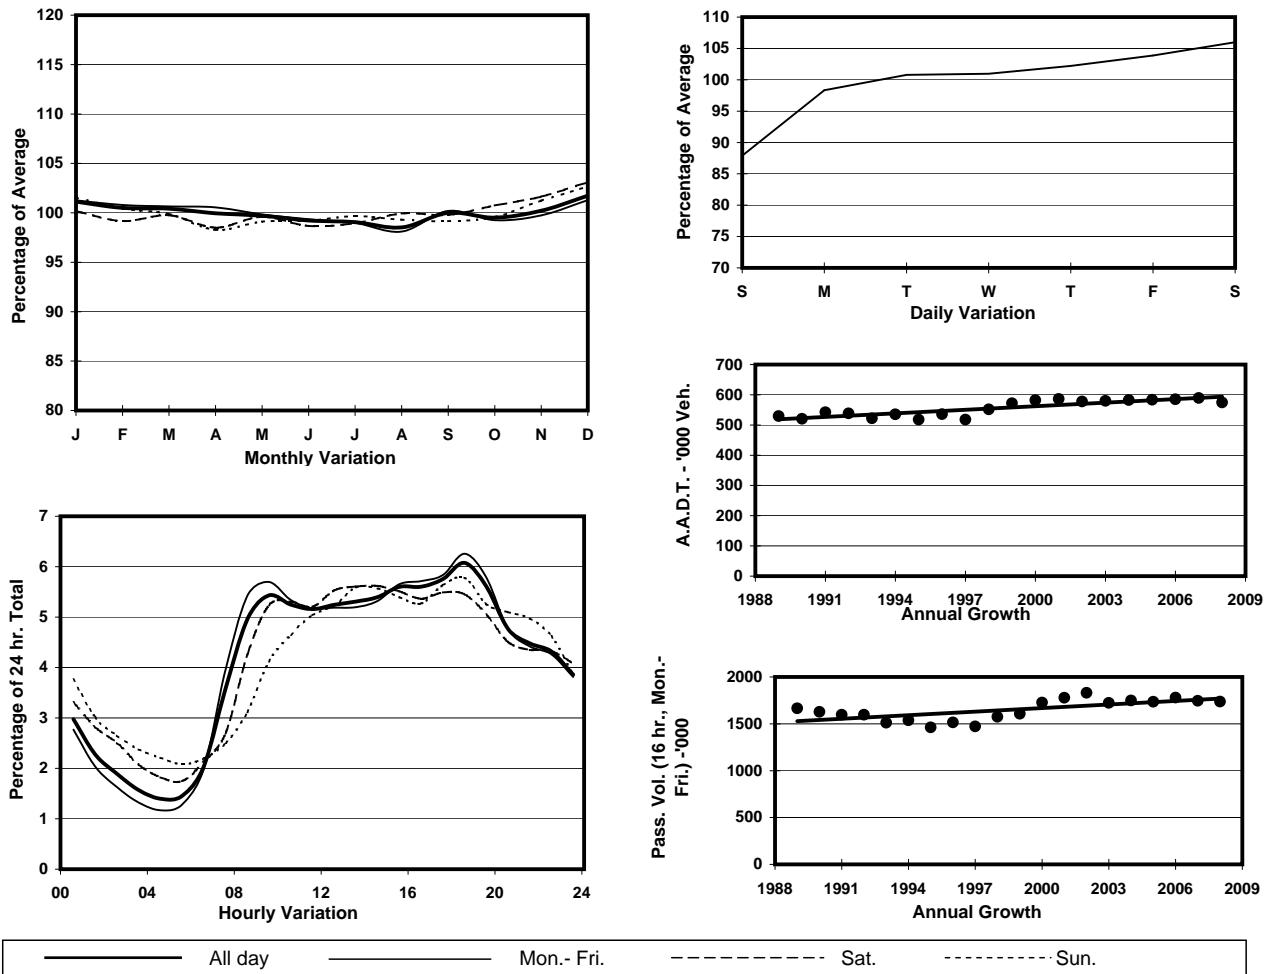 120
115
110
105
100
95
90
85
80
Percentage of Average
J F M A M J J A S O N D
Monthly Variation
110
105
100
95
90
85
80
75
70
Percentage of Average
S M T W T F S
Daily Variation
700
600
500
400
300
200
100
0
A.A.D.T. - '000 Veh.
1988 1991 1994 1997 2000 2003 2006 2009
Annual Growth
7
6
5
4
3
2
1
0
Percentage of 24 hr. Total
00 04 08 12 16 20 24
Hourly Variation
2000
1500
1000
500
0
Pass. Vol. (16 hr., Mon.-
Fri.) -'000
1988 1991 1994 1997 2000 2003 2006 2009
Annual Growth
All day Mon.- Fri. Sat. Sun.